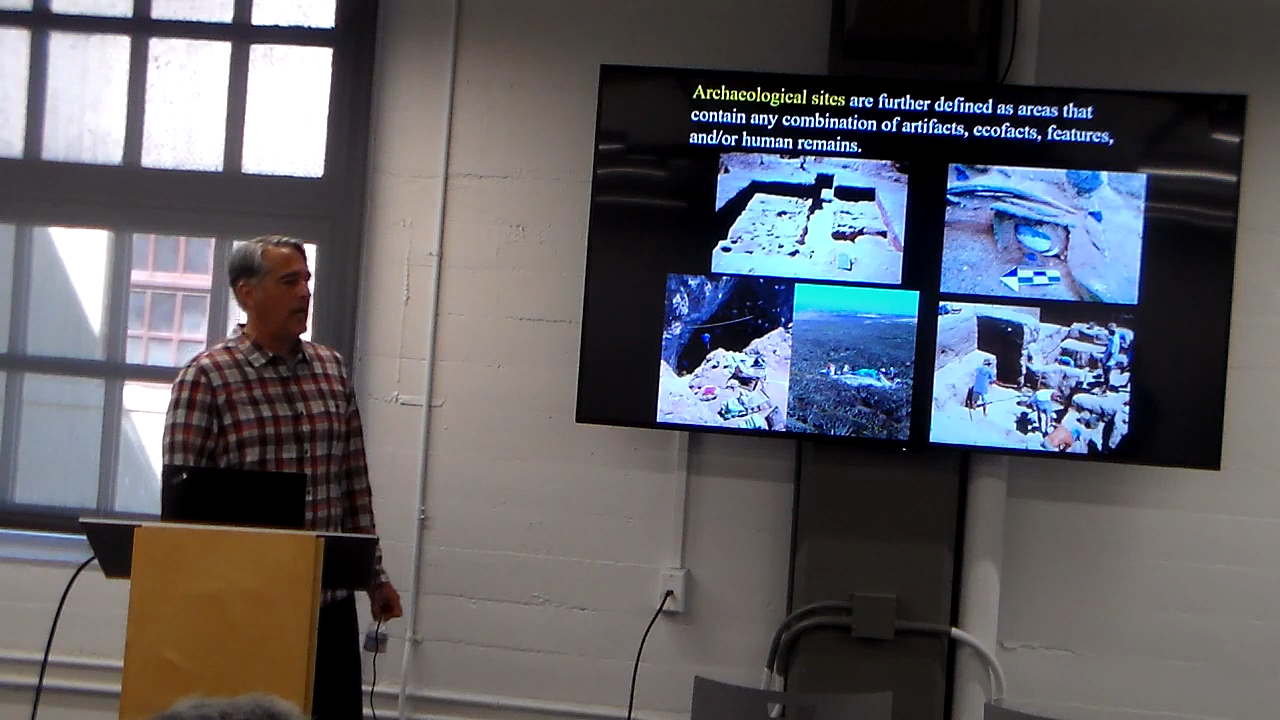 Archaeological sites are further defined as areas that
contain any combination of artifacts, ecofacts, features,
and/or human remains.